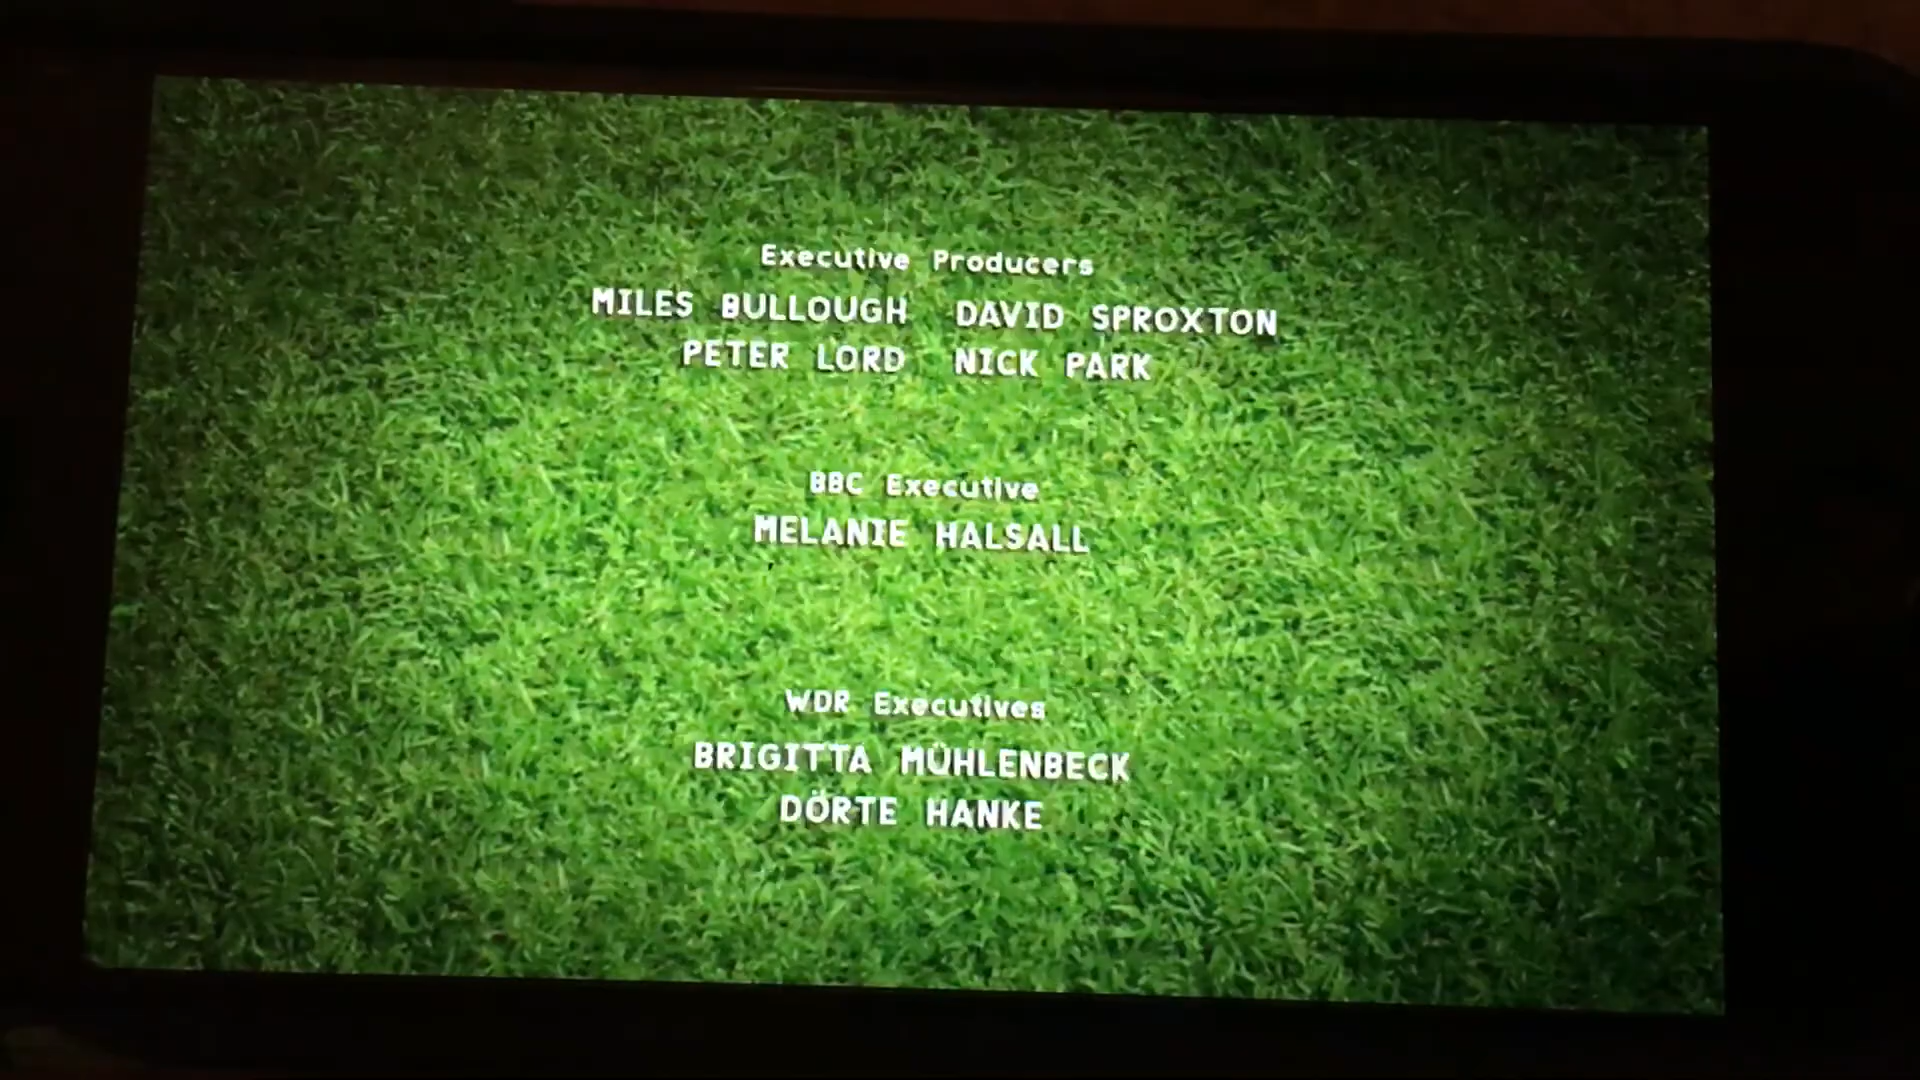 Executive Producers
MILES BULLOUGH DAVID SPROXTON
PETER LORD NICK PARK
BBC Executive
MELANIE HALSALL
WDR Executives
BRIGITTA MÜHLENBECK
DÖRTE HANKE